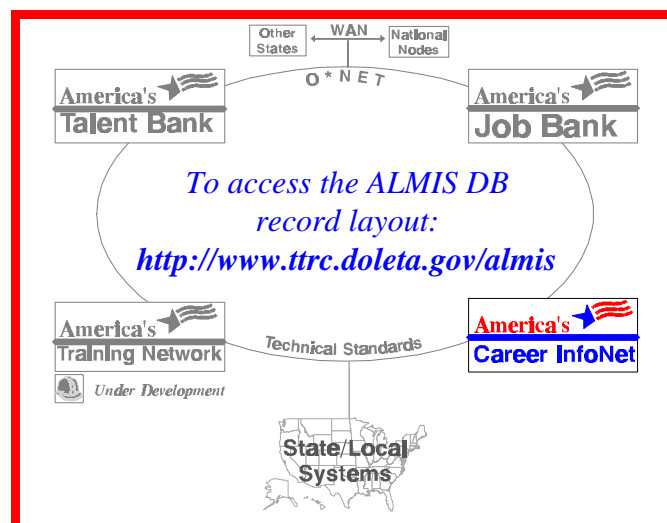 Other
States
WAN
National
Nodes
O*NET
America's
Talent Bank
America's
Job Bank
To access the ALMIS DB
record layout:
http://www.ttrc.doleta.gov/almis
America's
Training Network
Under Development
Technical Standards
America's
Career InfoNet
State/Local
Systems